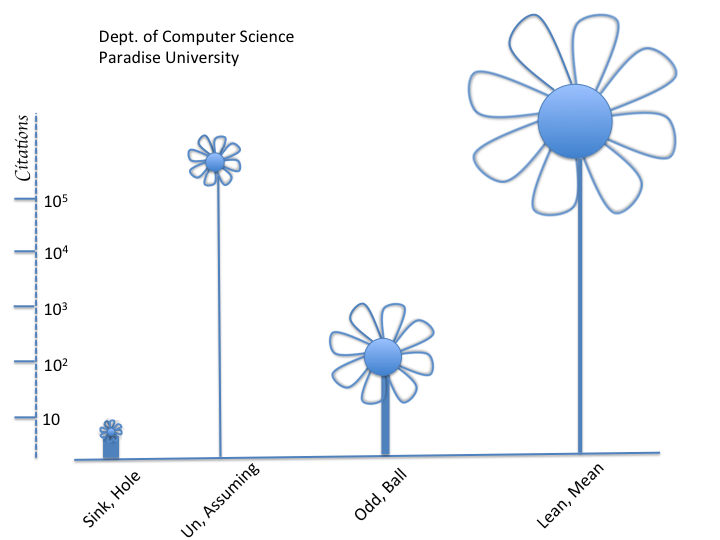 Dept. of Computer Science
Paradise University
Citations
10⁵
10⁴
10³
10²
10
Sink, Hole
Un, Assuming
Odd, Ball
Lean, Mean